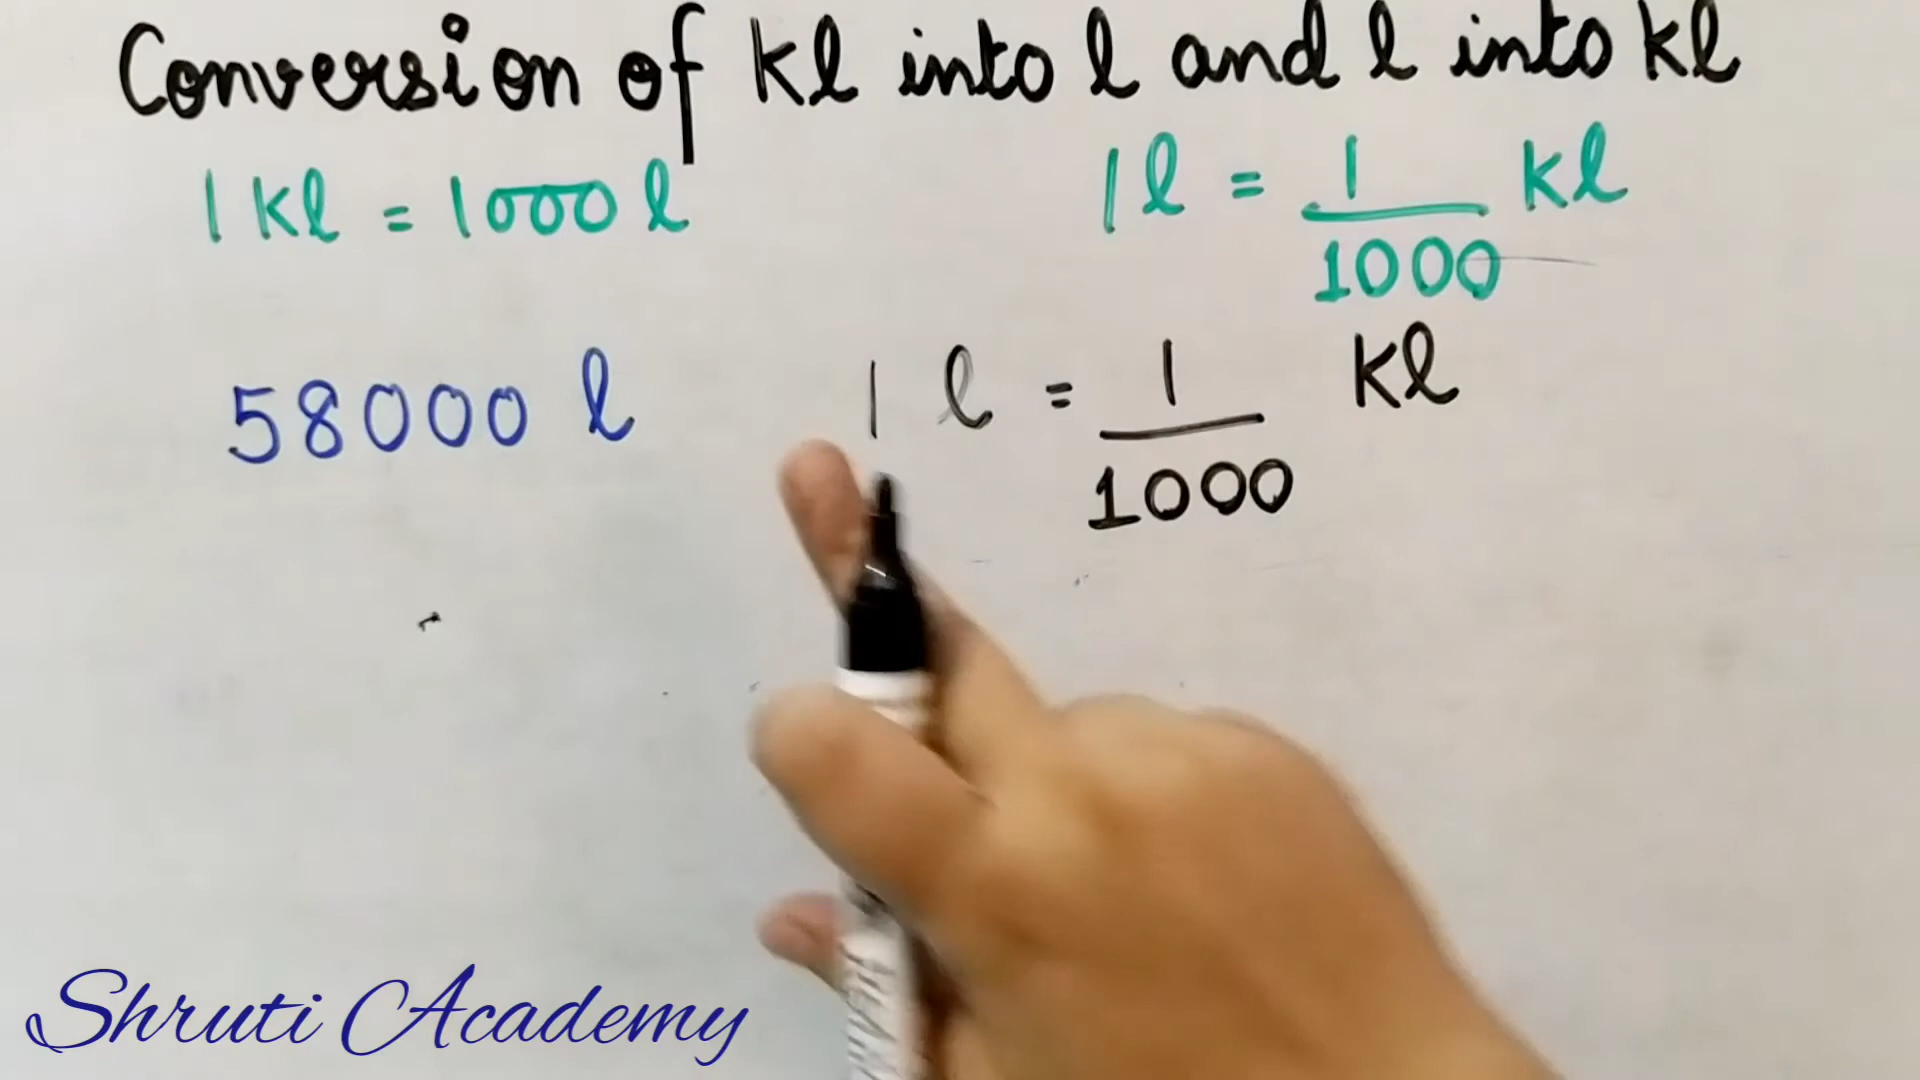 Conversion of Kl into l and l into Kl
1 Kl = 1000 l 1 l = 1/1000 Kl
58000 l 1 l = 1/1000 Kl
Shruti Academy